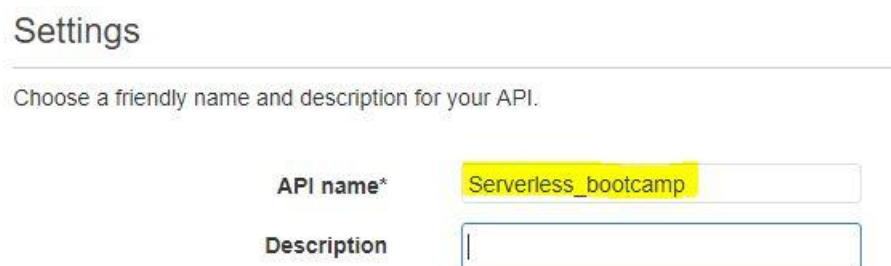 Settings
Choose a friendly name and description for your API.
API name* Serverless_bootcamp
Description